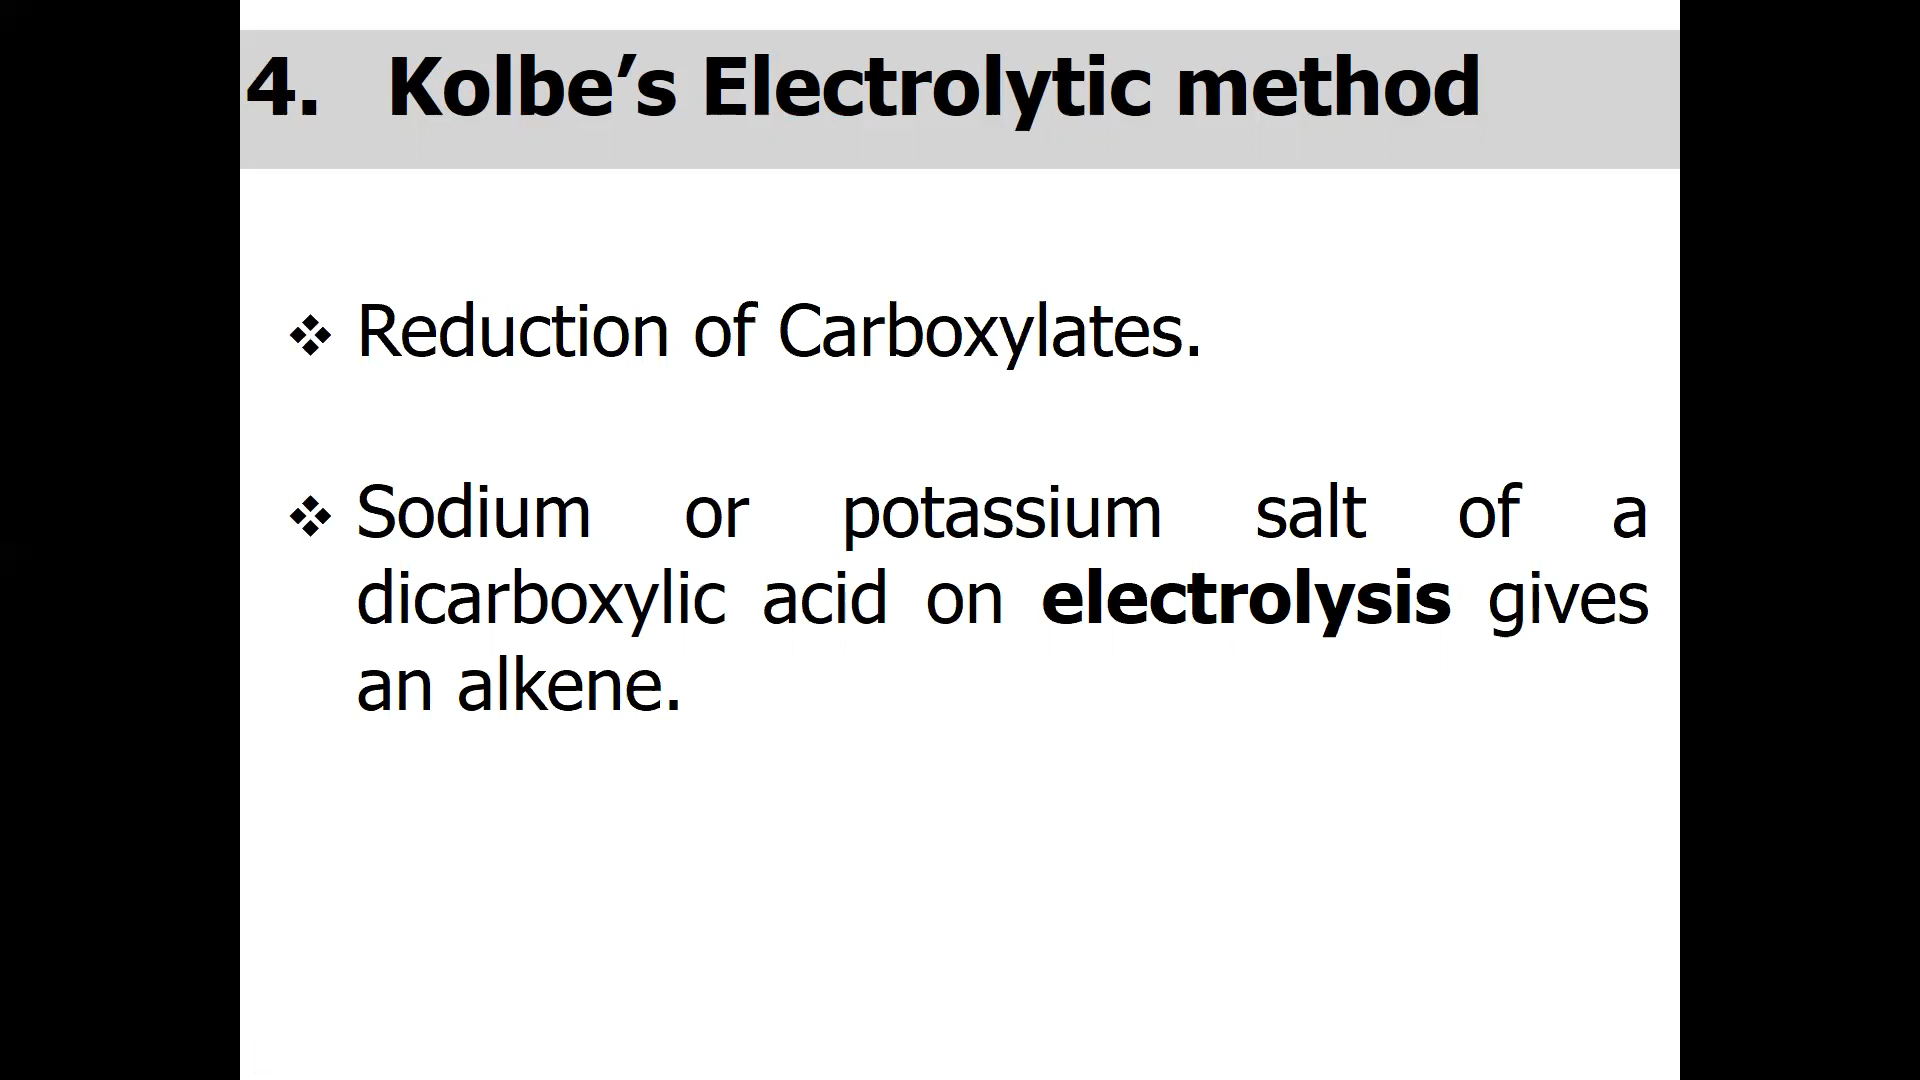 4. Kolbe’s Electrolytic method
❖ Reduction of Carboxylates.
❖ Sodium or potassium salt of a
dicarboxylic acid on electrolysis gives
an alkene.